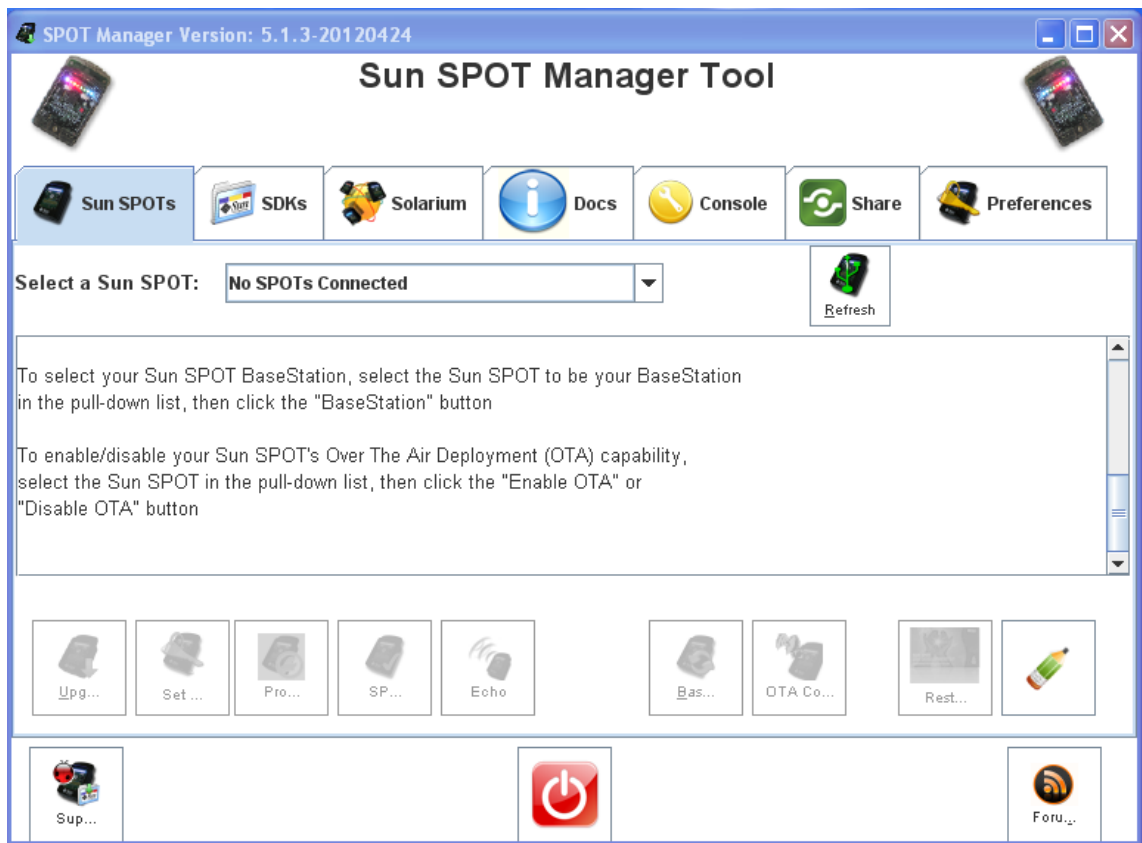 SPOT Manager Version: 5.1.3-20120424
Sun SPOT Manager Tool
Sun SPOTs
SDKs
Solarium
Docs
Console
Share
Preferences
Select a Sun SPOT:
No SPOTs Connected
Refresh
To select your Sun SPOT BaseStation, select the Sun SPOT to be your BaseStation
in the pull-down list, then click the "BaseStation" button
To enable/disable your Sun SPOT's Over The Air Deployment (OTA) capability,
select the Sun SPOT in the pull-down list, then click the "Enable OTA" or
"Disable OTA" button
Upg...
Set ...
Pro...
SP...
Echo
Bas...
OTA Co...
Rest...
Sup...
Foru...